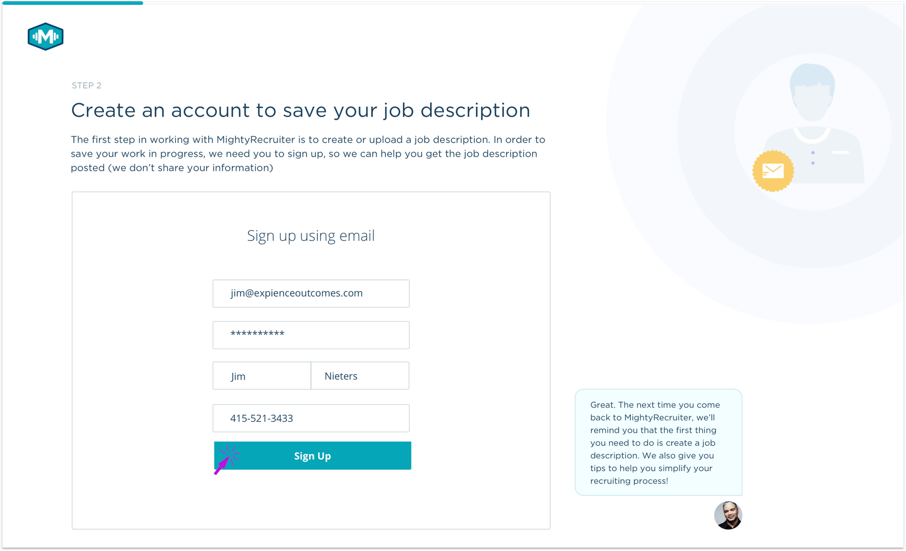 M
STEP 2
Create an account to save your job description
The first step in working with MightyRecruiter is to create or upload a job description. In order to
save your work in progress, we need you to sign up, so we can help you get the job description
posted (we don't share your information)
Sign up using email
jim@expienceoutcomes.com
**********
Jim
Nieters
415-521-3433
Sign Up
Great. The next time you come
back to MightyRecruiter, we'll
remind you that the first thing
you need to do is create a job
description. We also give you
tips to help you simplify your
recruiting process!